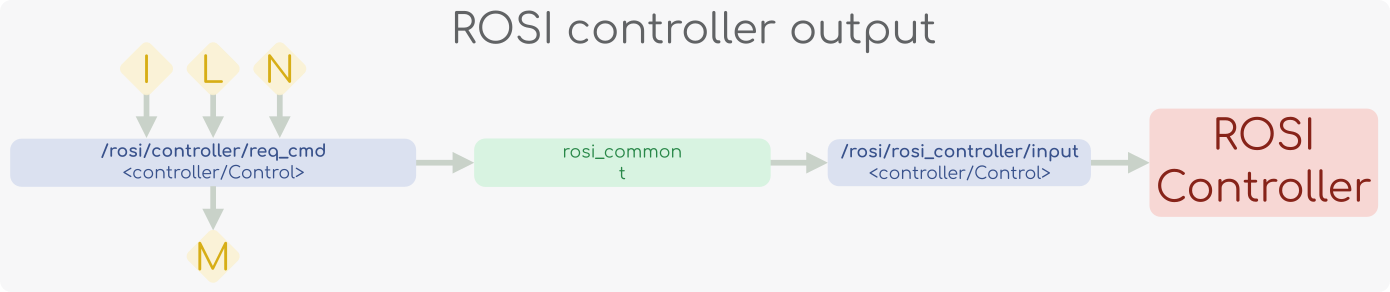 ROSI controller output
I L N
/rosi/controller/req_cmd
<controller/Control>
rosi_common
t
/rosi/rosi_controller/input
<controller/Control>
ROSI
Controller
M